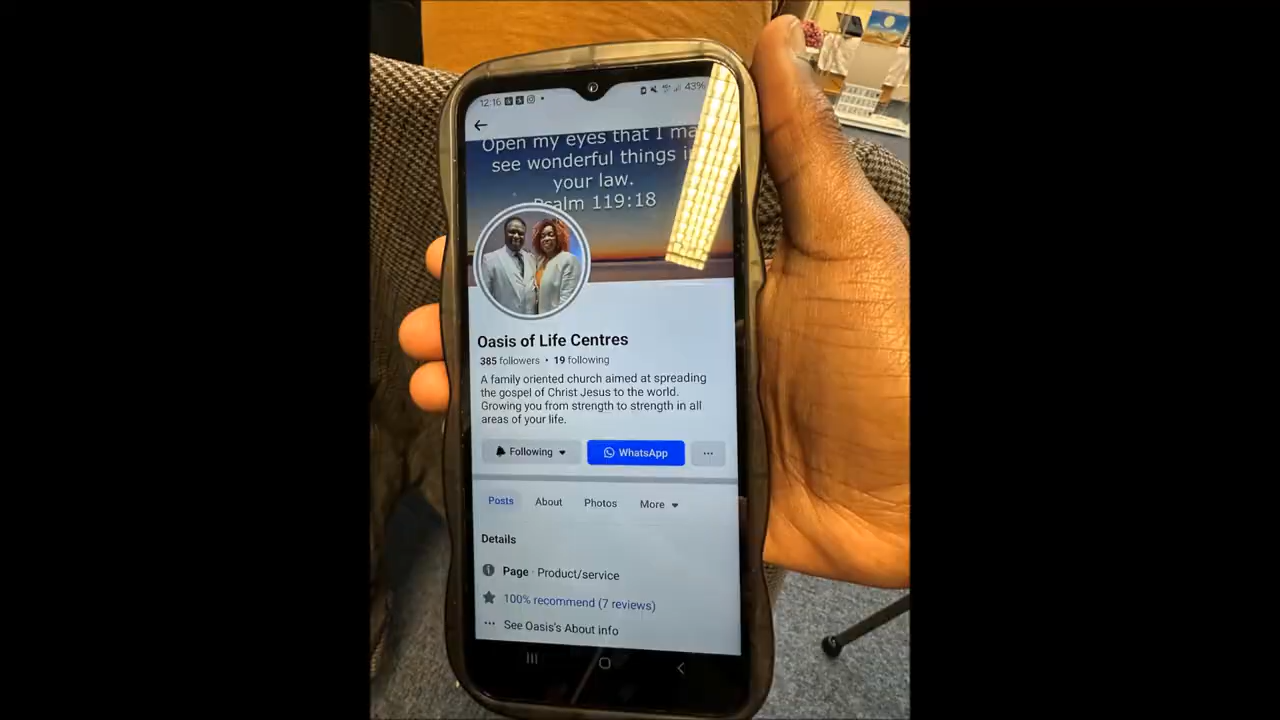 12:16
43%
Open my eyes that I ma
see wonderful things i
your law.
Psalm 119:18
Oasis of Life Centres
385 followers • 19 following
A family oriented church aimed at spreading
the gospel of Christ Jesus to the world.
Growing you from strength to strength in all
areas of your life.
Following
WhatsApp
Posts
About
Photos
More
Details
Page · Product/service
100% recommend (7 reviews)
See Oasis's About info